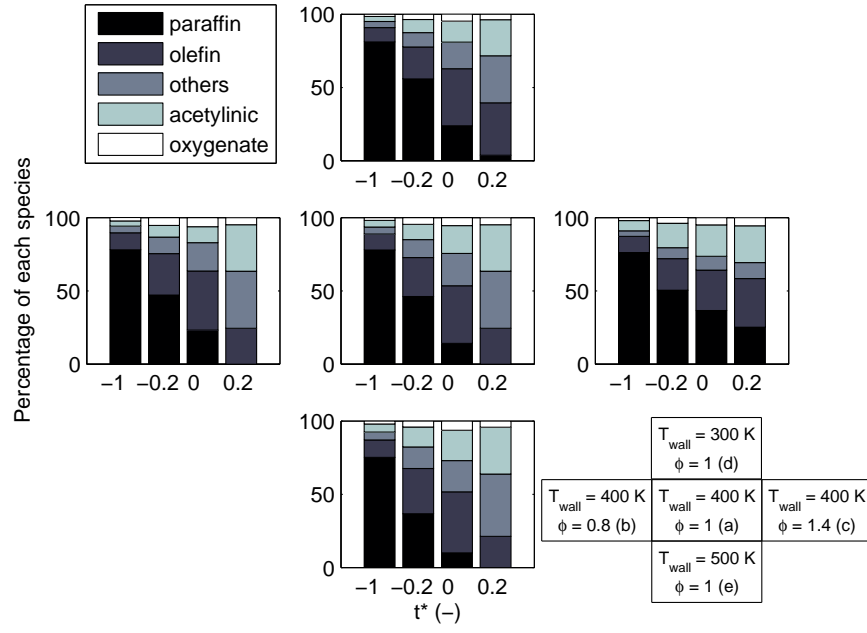 paraffin
olefin
others
acetylinic
oxygenate
100
50
0
−1 −0.2 0 0.2
Percentage of each species
100
50
0
−1 −0.2 0 0.2
100
50
0
−1 −0.2 0 0.2
100
50
0
−1 −0.2 0 0.2
100
50
0
−1 −0.2 0 0.2
t* (−)
T_wall = 300 K
ϕ = 1 (d)
T_wall = 400 K
ϕ = 0.8 (b)
T_wall = 400 K
ϕ = 1 (a)
T_wall = 400 K
ϕ = 1.4 (c)
T_wall = 500 K
ϕ = 1 (e)